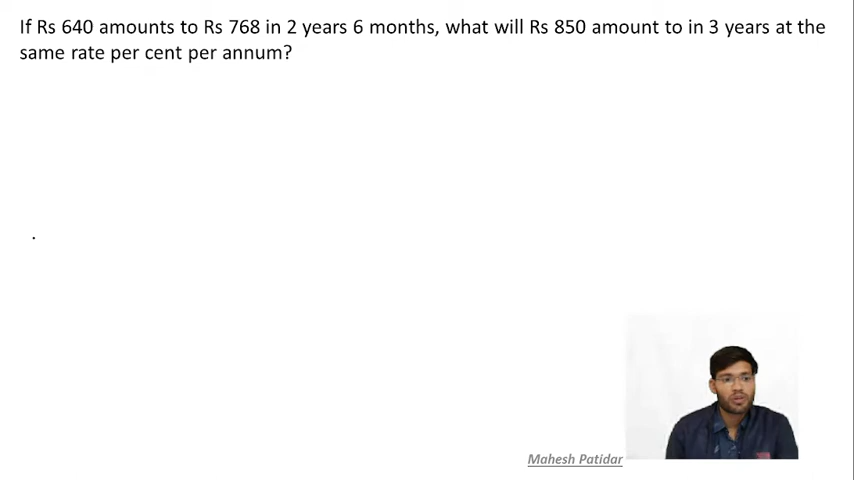 If Rs 640 amounts to Rs 768 in 2 years 6 months, what will Rs 850 amount to in 3 years at the
same rate per cent per annum?
Mahesh Patidar